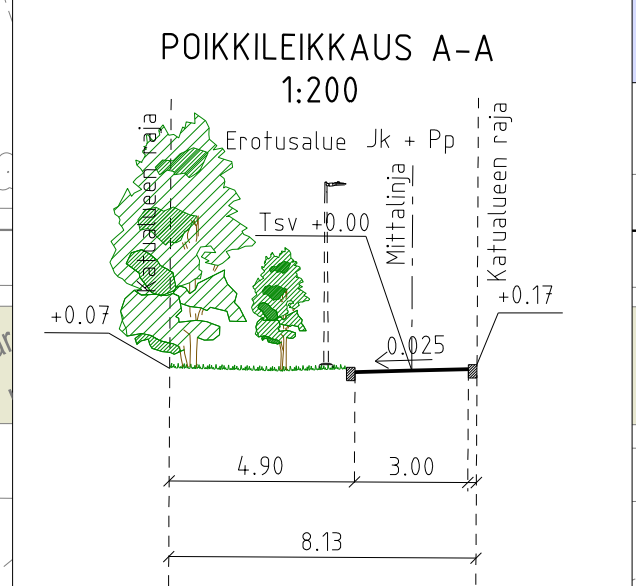 POIKKILEIKKAUS A-A
1:200
Katualueen raja
Erotusalue
Jk + Pp
Mittalinja
Katualueen raja
Tsv +0.00
+0.07
+0.17
0.025
4.90
3.00
8.13